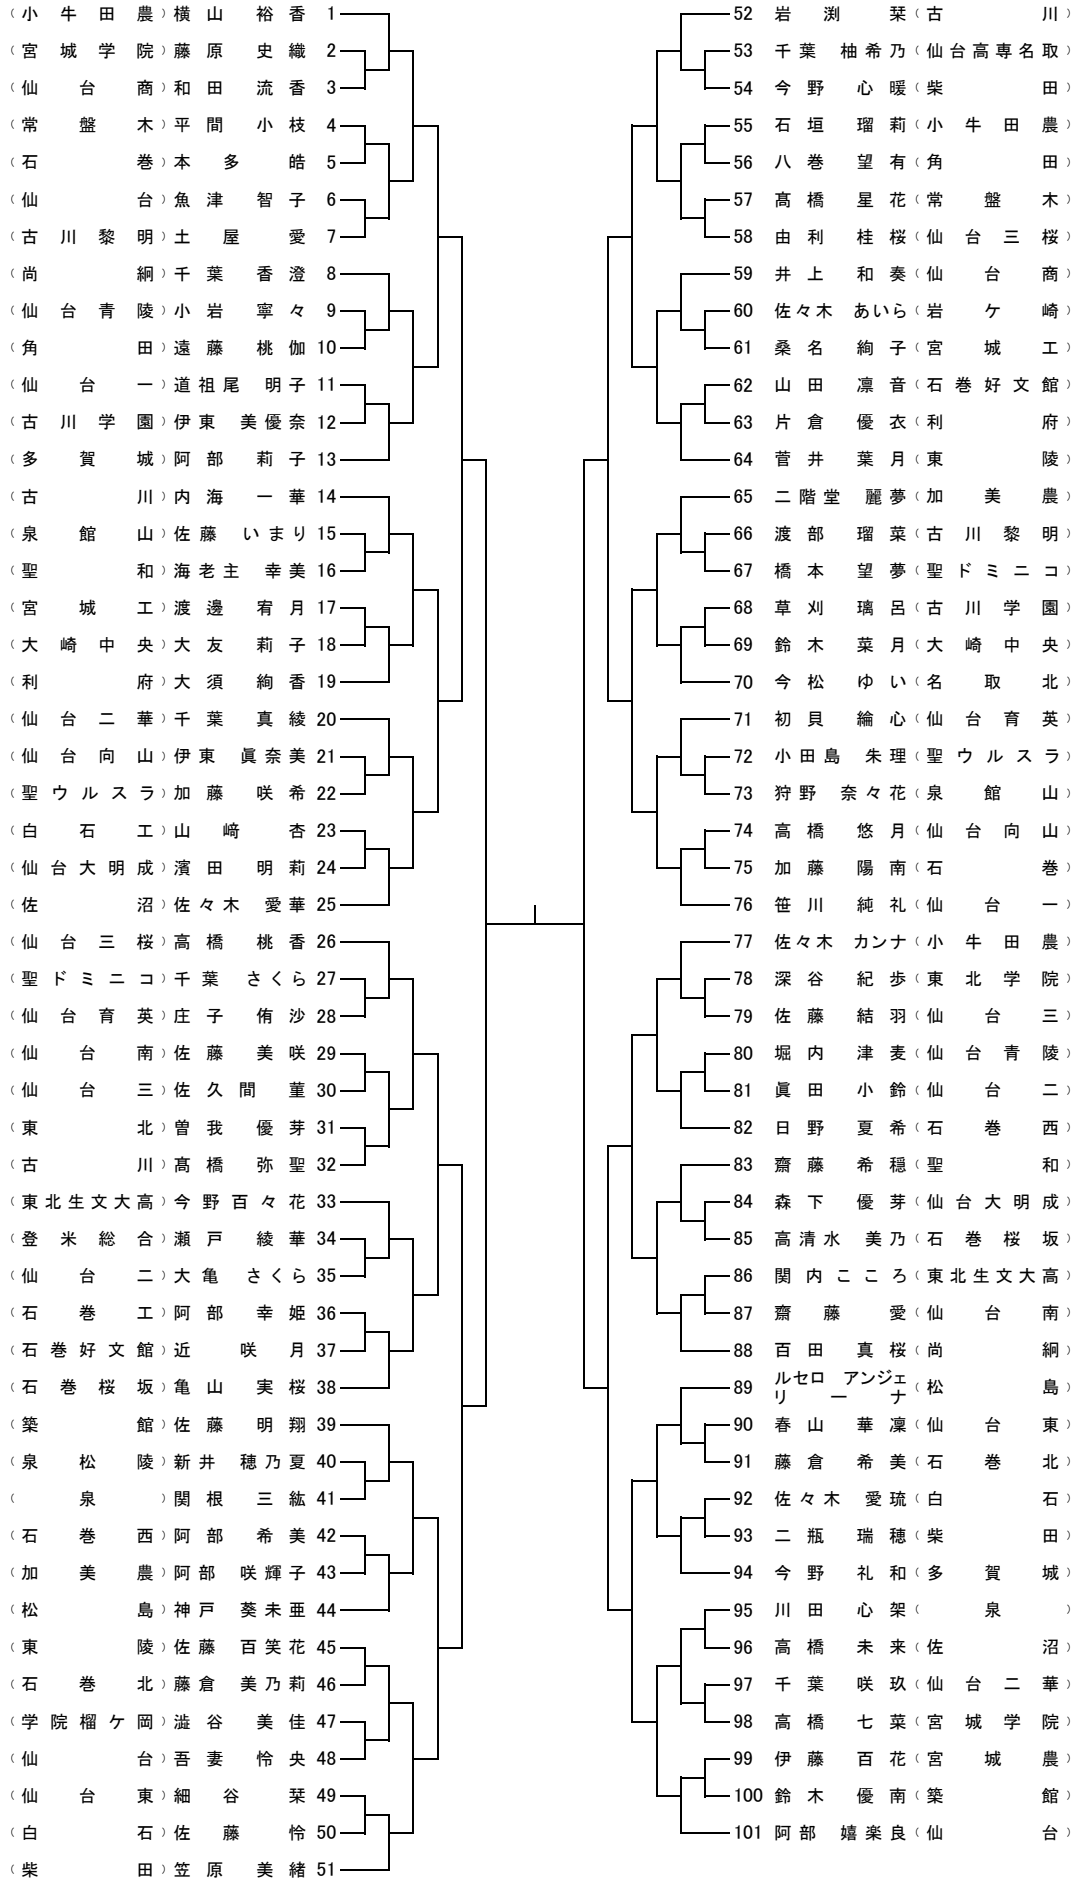 （小牛田農）横山 裕香 1
（宮城学院）藤原 史織 2
（仙台商）和田 流香 3
（常盤木）平間 小枝 4
（石巻）本多 皓 5
（仙台）魚津 智子 6
（古川黎明）土屋 愛 7
（尚絅）千葉 香澄 8
（仙台青陵）小岩 寧々 9
（角田）遠藤 桃伽 10
（仙台一）道祖尾 明子 11
（古川学園）伊東 美優奈 12
（多賀城）阿部 莉子 13
（古川）内海 一華 14
（泉館山）佐藤 いまり 15
（聖和）海老主 幸美 16
（宮城工）渡邊 宥月 17
（大崎中央）大友 莉子 18
（利府）大須 絢香 19
（仙台二華）千葉 真綾 20
（仙台向山）伊東 眞奈美 21
（聖ウルスラ）加藤 咲希 22
（白石工）山﨑 杏 23
（仙台大明成）濱田 明莉 24
（佐沼）佐々木 愛華 25
（仙台三桜）高橋 桃香 26
（聖ドミニコ）千葉 さくら 27
（仙台育英）庄子 侑沙 28
（仙台南）佐藤 美咲 29
（仙台三）佐久間 菫 30
（東北）曽我 優芽 31
（古川）髙橋 弥聖 32
（東北生文大高）今野百々花 33
（登米総合）瀬戸 綾華 34
（仙台二）大亀 さくら 35
（石巻工）阿部 幸姫 36
（石巻好文館）近 咲月 37
（石巻桜坂）亀山 実桜 38
（築館）佐藤 明翔 39
（泉松陵）新井 穂乃夏 40
（泉）関根 三紘 41
（石巻西）阿部 希美 42
（加美農）阿部 咲輝子 43
（松島）神戸 葵未亜 44
（東陵）佐藤 百笑花 45
（石巻北）藤倉 美乃莉 46
（学院榴ケ岡）澁谷 美佳 47
（仙台）吾妻 怜央 48
（仙台東）細谷 栞 49
（白石）佐藤 怜 50
（柴田）笠原 美緒 51
52 岩渕 栞（古川）
53 千葉 柚希乃（仙台高専名取）
54 今野 心暖（柴田）
55 石垣 瑠莉（小牛田農）
56 八巻 望有（角田）
57 髙橋 星花（常盤木）
58 由利 桂桜（仙台三桜）
59 井上 和奏（仙台商）
60 佐々木 あいら（岩ケ崎）
61 桑名 絢子（宮城工）
62 山田 凛音（石巻好文館）
63 片倉 優衣（利府）
64 菅井 葉月（東陵）
65 二階堂 麗夢（加美農）
66 渡部 瑠菜（古川黎明）
67 橋本 望夢（聖ドミニコ）
68 草刈 璃呂（古川学園）
69 鈴木 菜月（大崎中央）
70 今松 ゆい（名取北）
71 初貝 綸心（仙台育英）
72 小田島 朱理（聖ウルスラ）
73 狩野 奈々花（泉館山）
74 高橋 悠月（仙台向山）
75 加藤 陽南（石巻）
76 笹川 純礼（仙台一）
77 佐々木 カンナ（小牛田農）
78 深谷 紀歩（東北学院）
79 佐藤 結羽（仙台三）
80 堀内 津麦（仙台青陵）
81 眞田 小鈴（仙台二）
82 日野 夏希（石巻西）
83 齋藤 希穏（聖和）
84 森下 優芽（仙台大明成）
85 高清水 美乃（石巻桜坂）
86 関内こころ（東北生文大高）
87 齋藤 愛（仙台南）
88 百田 真桜（尚絅）
89 ルセロ アンジェ
リーナ（松島）
90 春山 華凜（仙台東）
91 藤倉 希美（石巻北）
92 佐々木 愛琉（白石）
93 二瓶 瑞穂（柴田）
94 今野 礼和（多賀城）
95 川田 心架（泉）
96 高橋 未来（佐沼）
97 千葉 咲玖（仙台二華）
98 高橋 七菜（宮城学院）
99 伊藤 百花（宮城農）
100 鈴木 優南（築館）
101 阿部 嬉楽良（仙台）